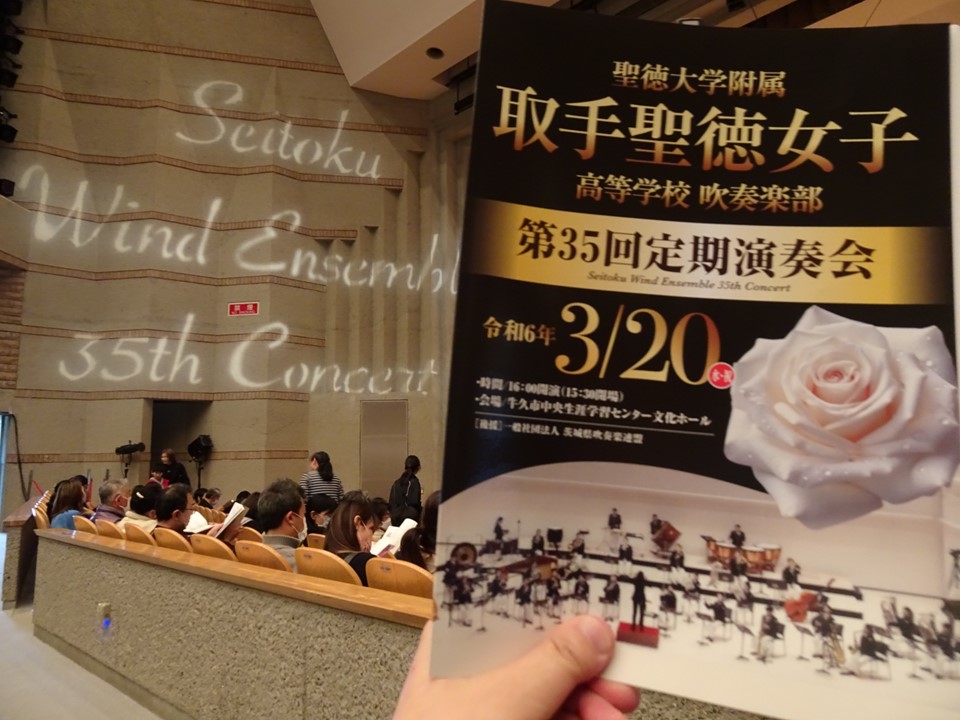 Seitoku
Wind Ensembl
35th Concert
聖徳大学附属
取手聖徳女子
高等学校 吹奏楽部
第35回定期演奏会
Seitoku Wind Ensemble 35th Concert
令和6年 3/20 水・祝
・時間/16:00開演(15:30開場)
・会場/牛久市中央生涯学習センター文化ホール
[後援]一般社団法人 茨城県吹奏楽連盟